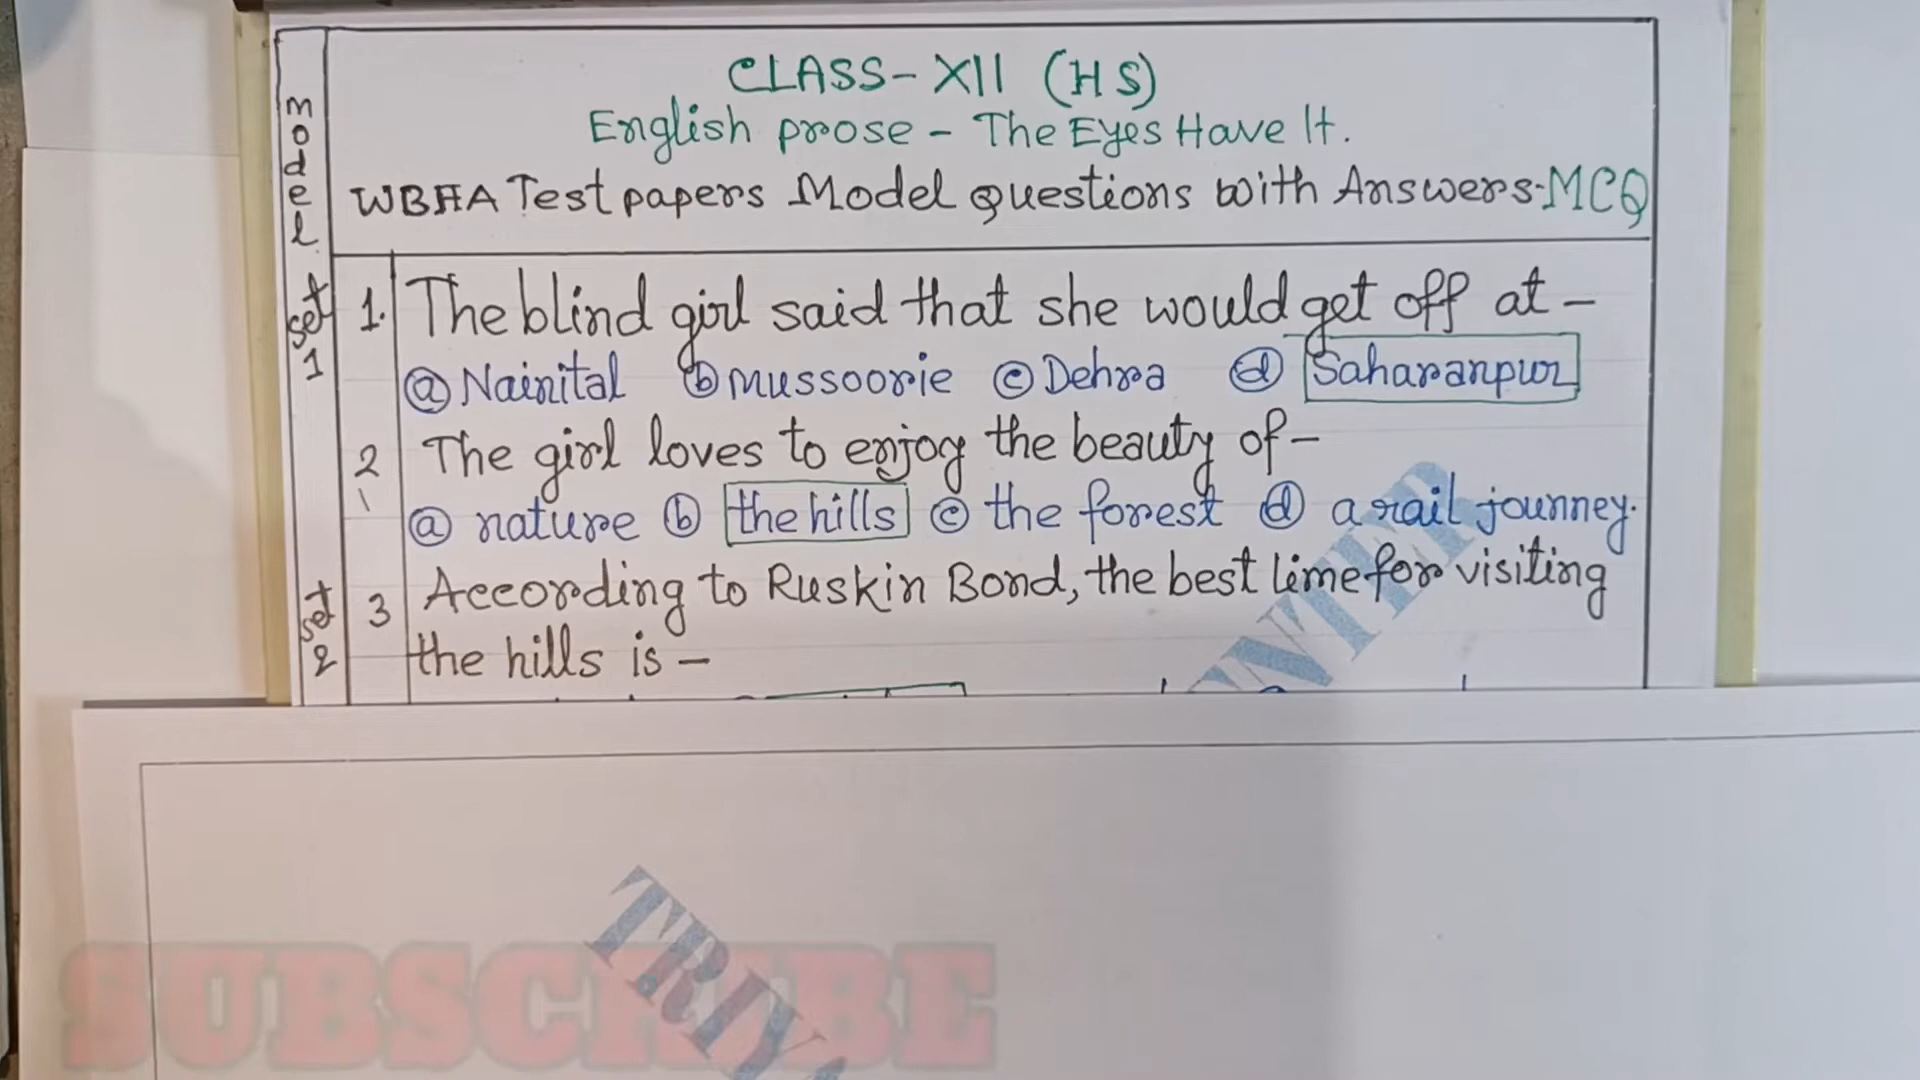 CLASS-XII (HS)
English prose - The Eyes Have It.
WBHA Test papers Model questions with Answers-MCQ
Model
set 1
1. The blind girl said that she would get off at -
(a) Nainital (b) mussoorie (c) Dehra (d) Saharanpur
2 The girl loves to enjoy the beauty of -
(a) nature (b) the hills (c) the forest (d) a rail journey.
set 2
3 According to Ruskin Bond, the best time for visiting
the hills is -
SUBSCRIBE